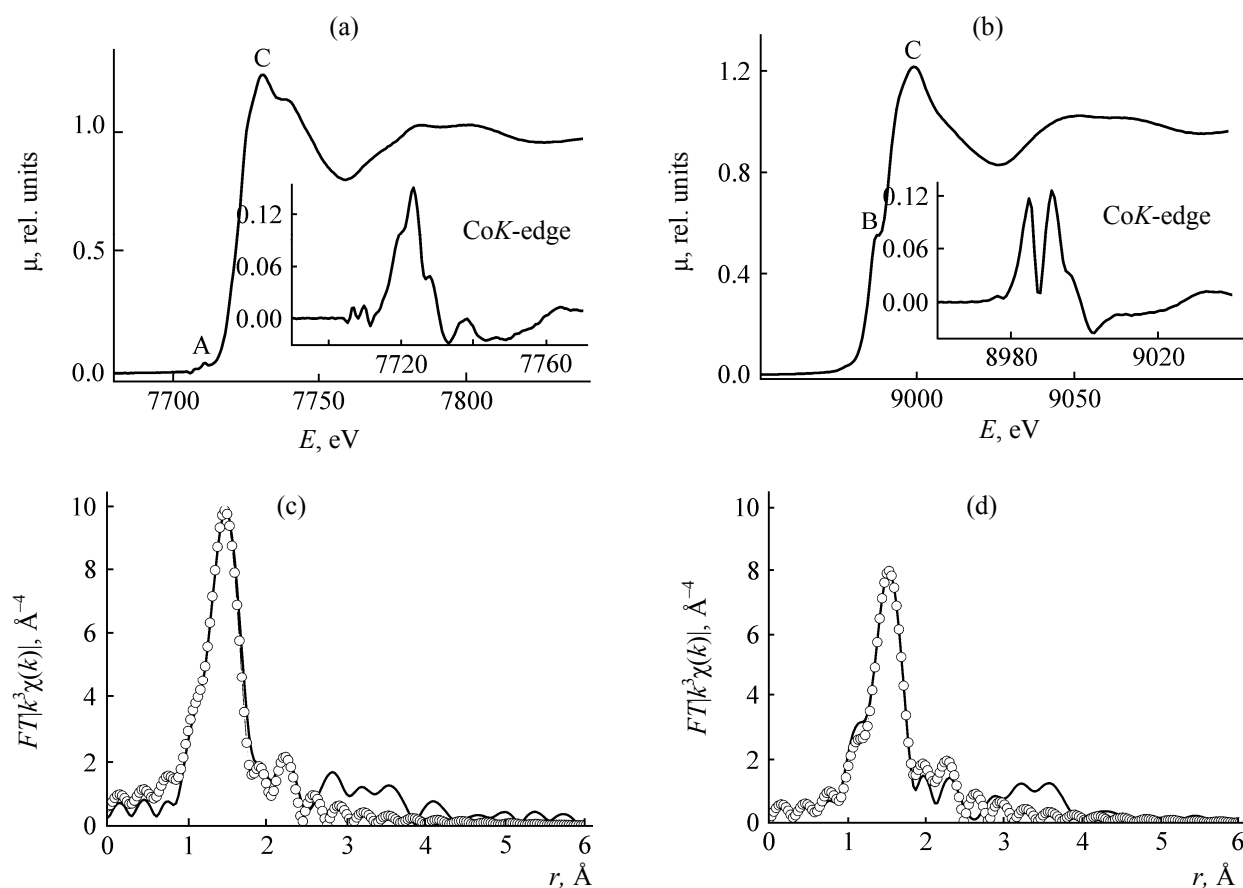 (a)
C
1.0
μ, rel. units
0.5
A
0.0
0.12
0.06
0.00
CoK-edge
7720
7760
7700
7750
7800
E, eV
(b)
C
1.2
0.8
μ, rel. units
B
0.4
0.0
0.12
0.06
0.00
CoK-edge
8980
9020
9000
9050
E, eV
(c)
10
8
6
4
2
0
FT|k³χ(k)|, Å⁻⁴
0 1 2 3 4 5 6
r, Å
(d)
10
8
6
4
2
0
FT|k³χ(k)|, Å⁻⁴
0 1 2 3 4 5 6
r, Å